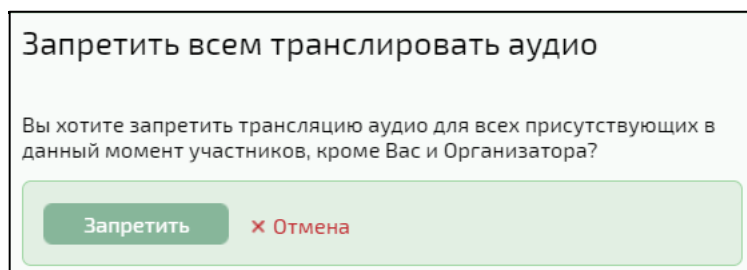 Запретить всем транслировать аудио
Вы хотите запретить трансляцию аудио для всех присутствующих в
данный момент участников, кроме Вас и Организатора?
Запретить × Отмена